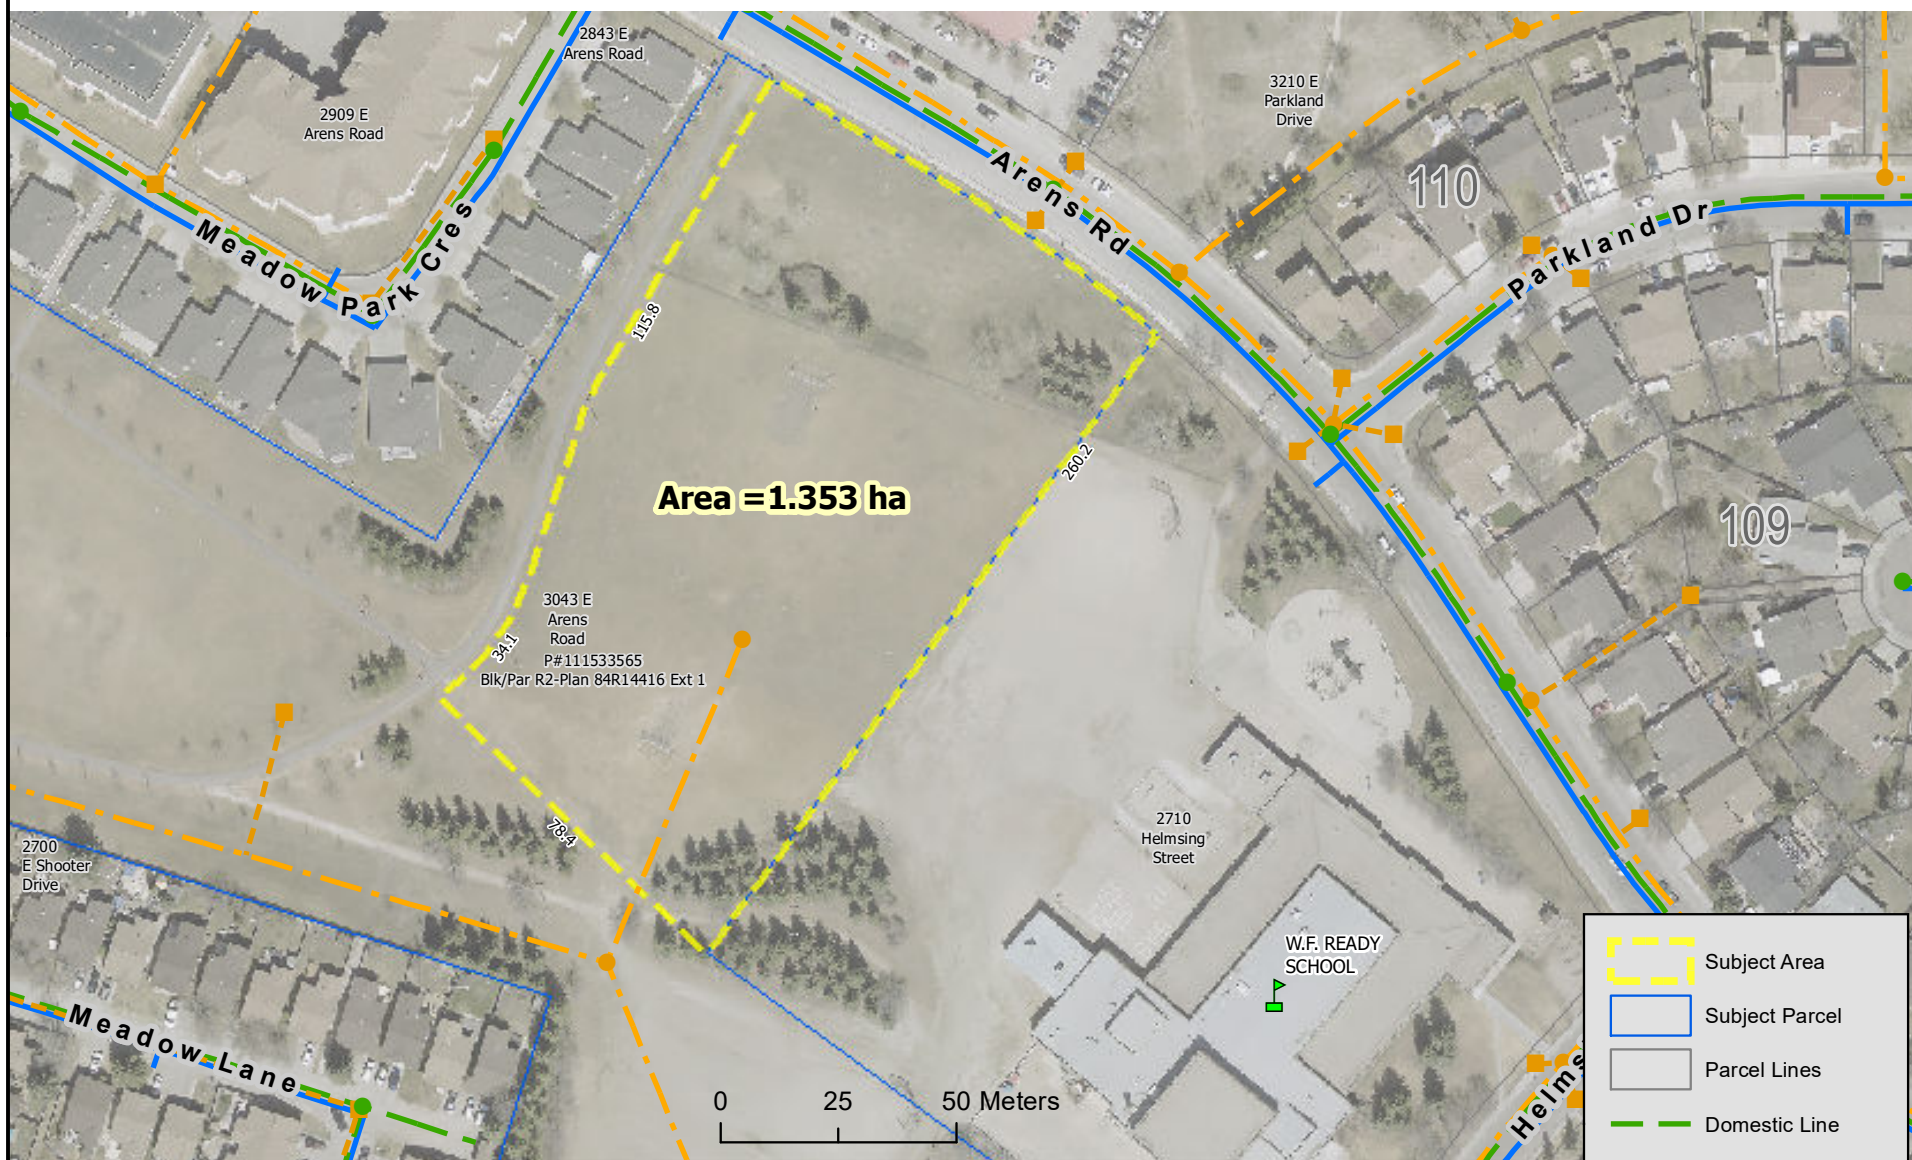 2843 E
Arens Road
2909 E
Arens Road
3210 E
Parkland
Drive
110
Arens Rd
Parkland Dr
Meadow Park Cres
115.8
260.2
Area =1.353 ha
109
3043 E
Arens
Road
P#111533565
Blk/Par R2-Plan 84R14416 Ext 1
34.1
78.4
2700
E Shooter
Drive
2710
Helmsing
Street
W.F. READY
SCHOOL
Meadow Lane
Helms
0 25 50 Meters
Subject Area
Subject Parcel
Parcel Lines
Domestic Line